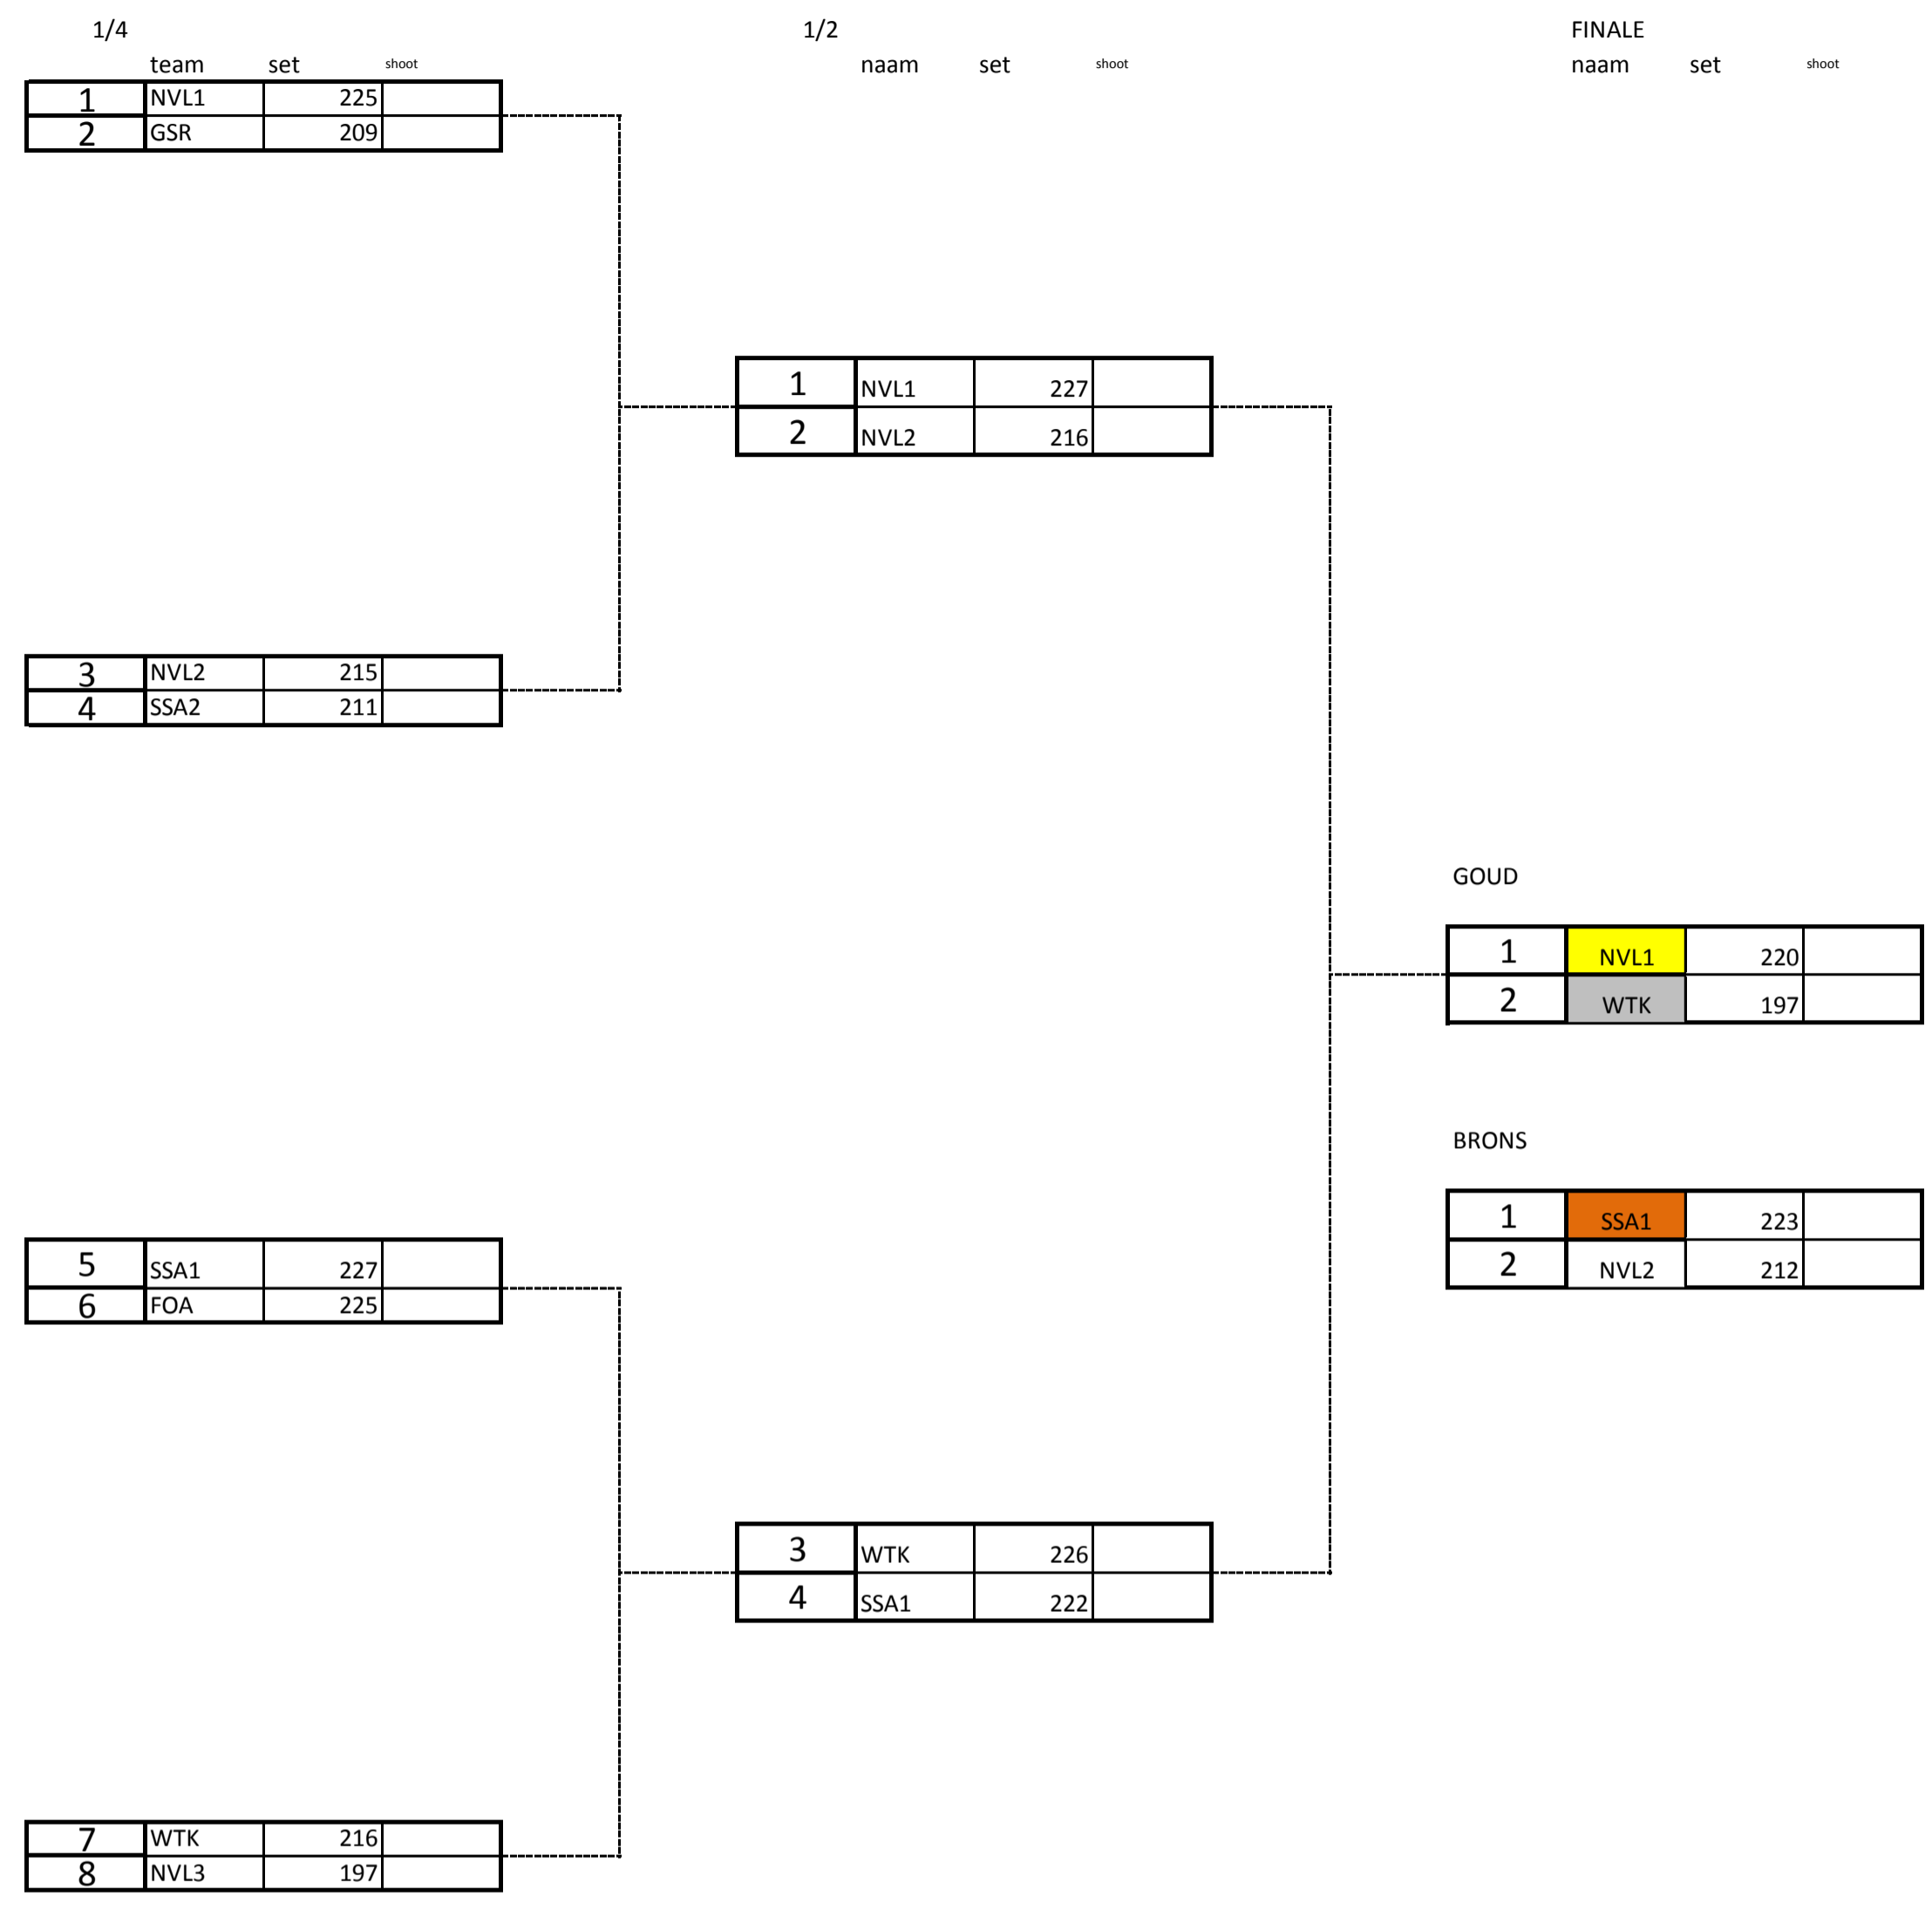 1/4 1/2 FINALE
team set shoot naam set shoot naam set shoot
1 NVL1 225
2 GSR 209
1 NVL1 227
2 NVL2 216
3 NVL2 215
4 SSA2 211
GOUD
1 NVL1 220
2 WTK 197
BRONS
1 SSA1 223
2 NVL2 212
5 SSA1 227
6 FOA 225
3 WTK 226
4 SSA1 222
7 WTK 216
8 NVL3 197